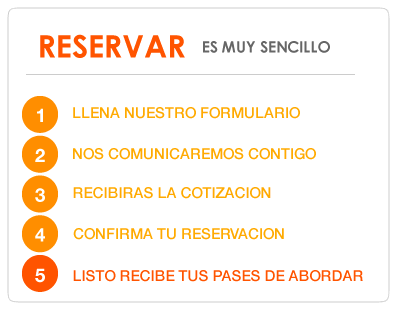 RESERVAR ES MUY SENCILLO
1 LLENA NUESTRO FORMULARIO
2 NOS COMUNICAREMOS CONTIGO
3 RECIBIRAS LA COTIZACION
4 CONFIRMA TU RESERVACION
5 LISTO RECIBE TUS PASES DE ABORDAR